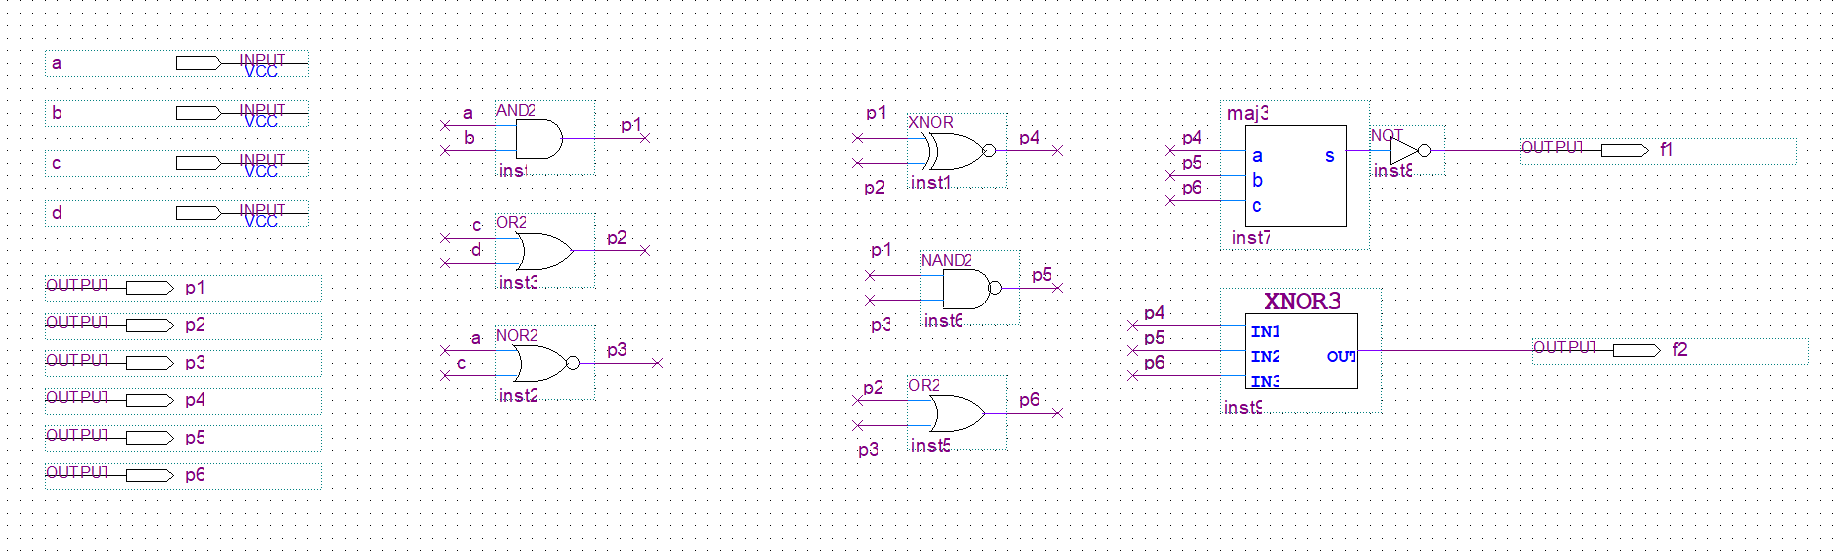 a
INPUT
VCC
b
INPUT
VCC
c
INPUT
VCC
d
INPUT
VCC
OUTPUT
p1
OUTPUT
p2
OUTPUT
p3
OUTPUT
p4
OUTPUT
p5
OUTPUT
p6
AND2
a
b
p1
inst
OR2
c
d
p2
inst3
NOR2
a
c
p3
inst2
p1
XNOR
p4
p2
inst1
p1
NAND2
p5
p3
inst6
p2
OR2
p6
p3
inst5
maj3
p4
p5
p6
a
b
c
s
inst7
NOT
inst8
OUTPUT
f1
XNOR3
p4
p5
p6
IN1
IN2
IN3
OUT
inst9
OUTPUT
f2